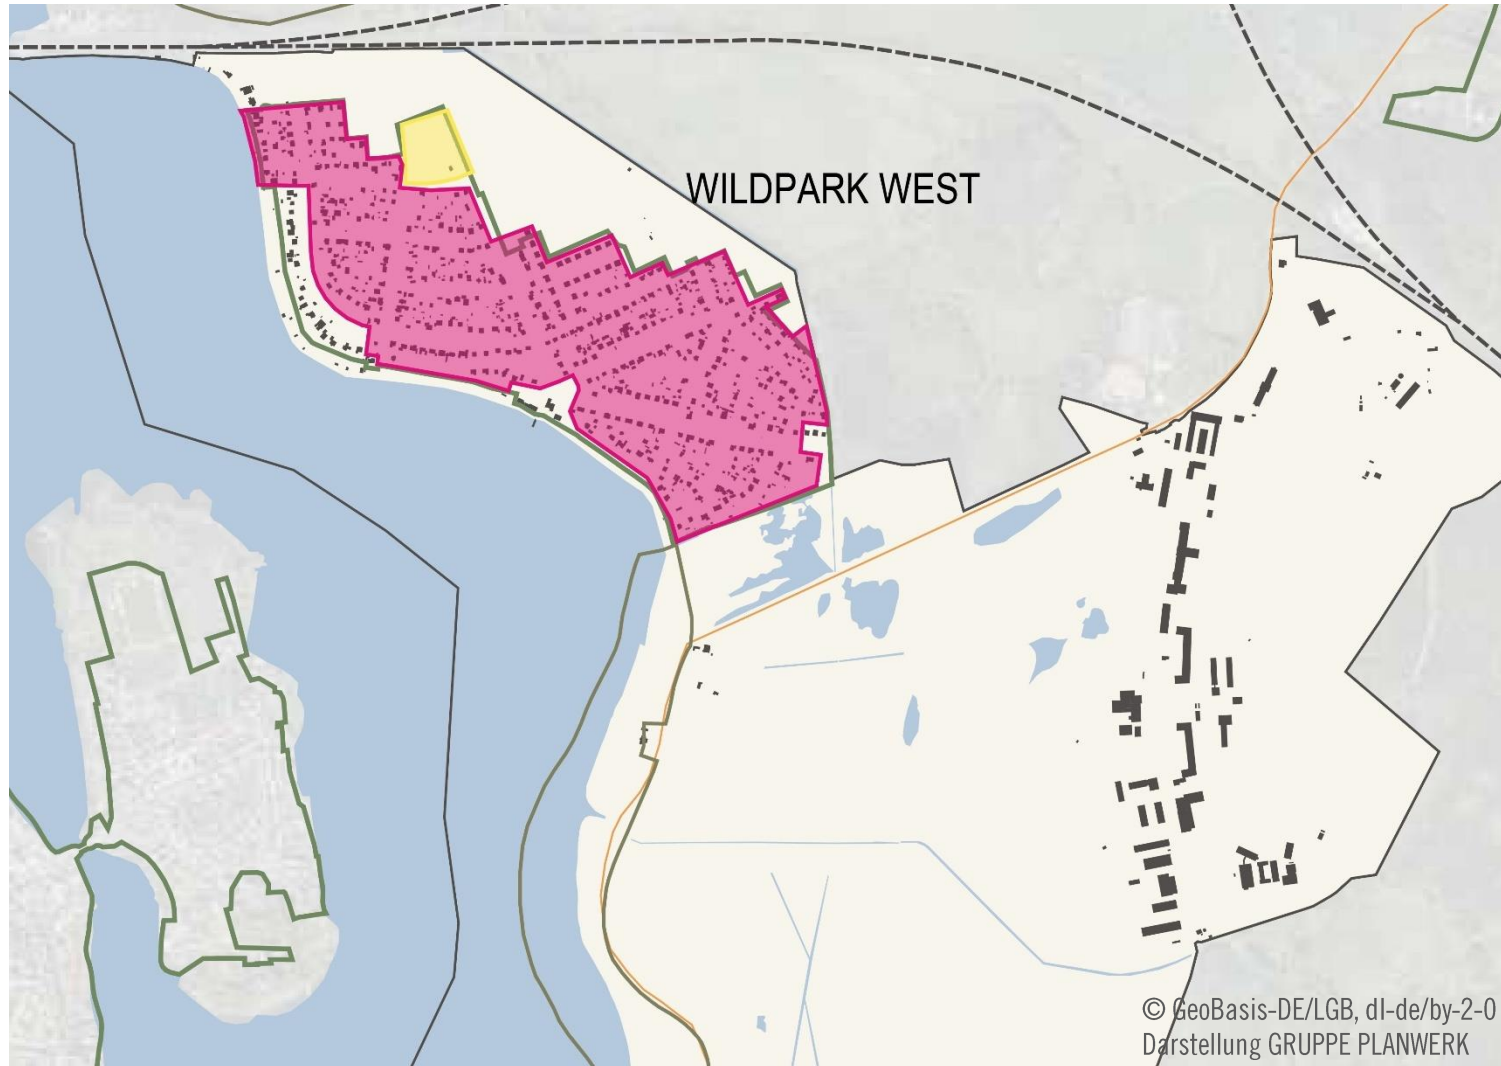 WILDPARK WEST
© GeoBasis-DE/LGB, dl-de/by-2-0
Darstellung GRUPPE PLANWERK